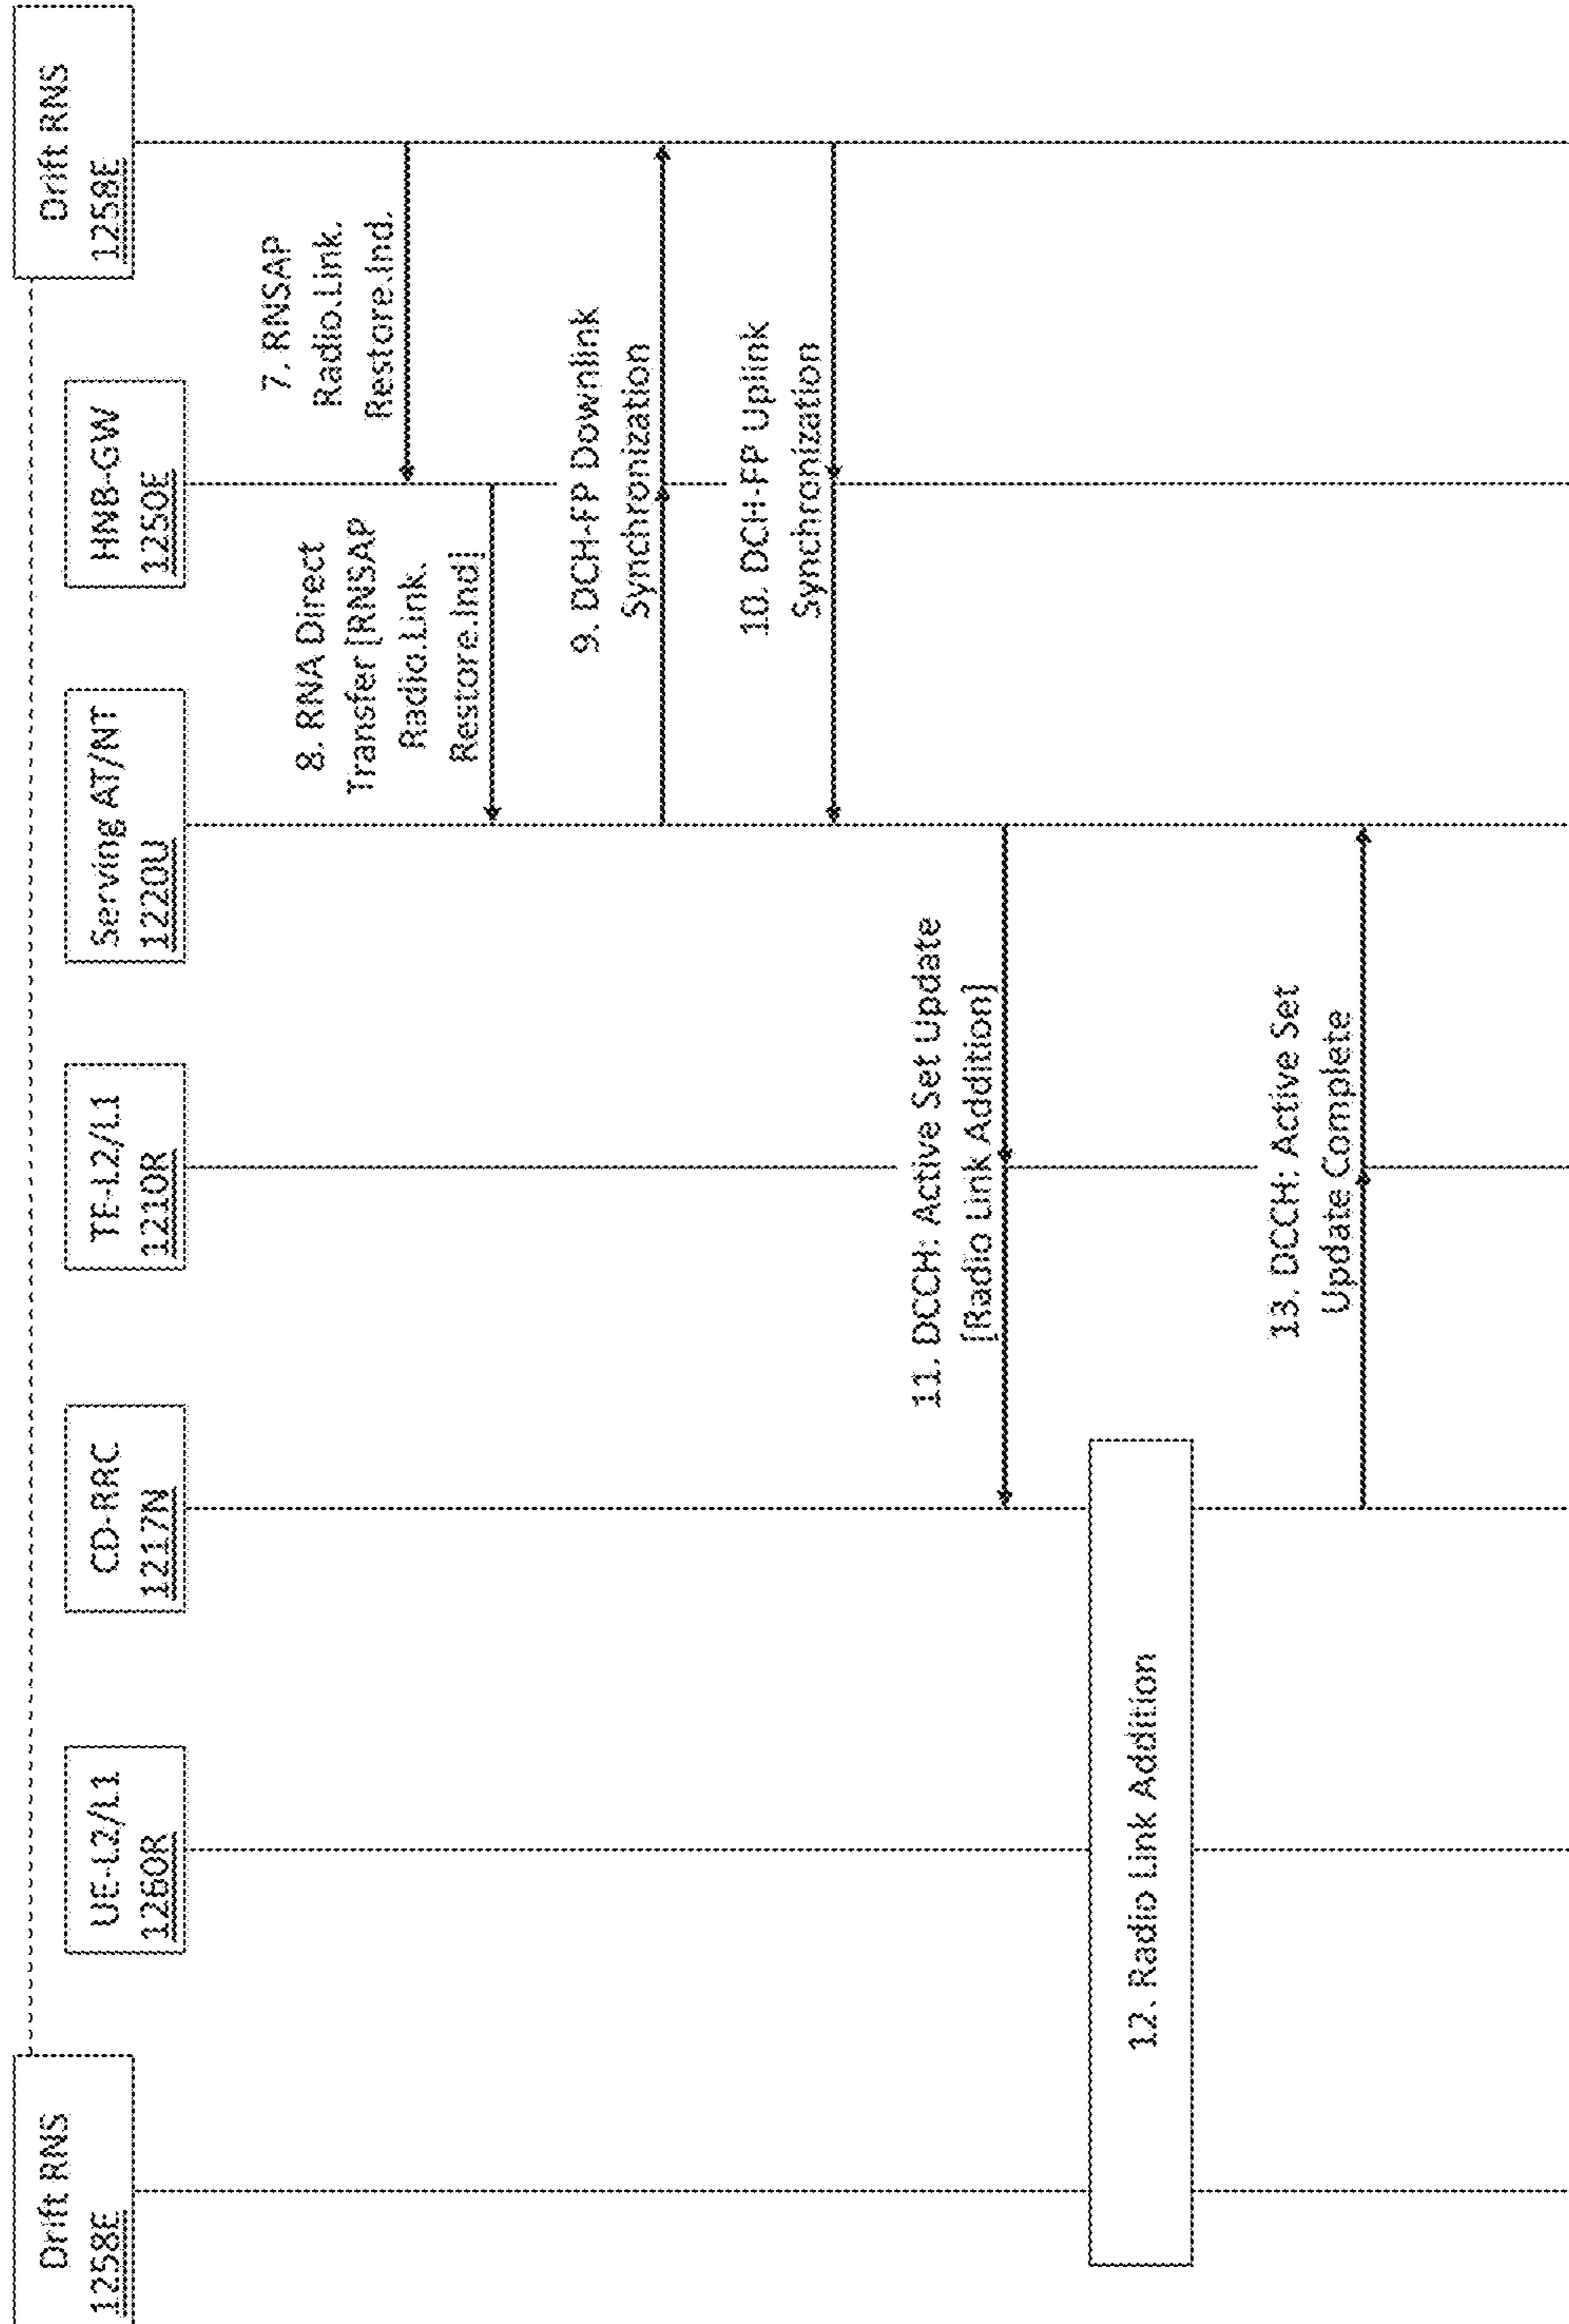 Drift RNS
1258E
UE-L2/L1
1260R
CD-RRC
1217N
TE-L2/L1
1210R
Serving AT/NT
1220U
HNB-GW
1250E
Drift RNS
1258E
7. RNSAP
Radio.Link.
Restore.Ind.
8. RNA Direct
Transfer [RNSAP
Radio.Link.
Restore.Ind]
9. DCH-FP Downlink
Synchronization
10. DCH-FP Uplink
Synchronization
11. DCCH: Active Set Update
[Radio Link Addition]
12. Radio Link Addition
13. DCCH: Active Set
Update Complete